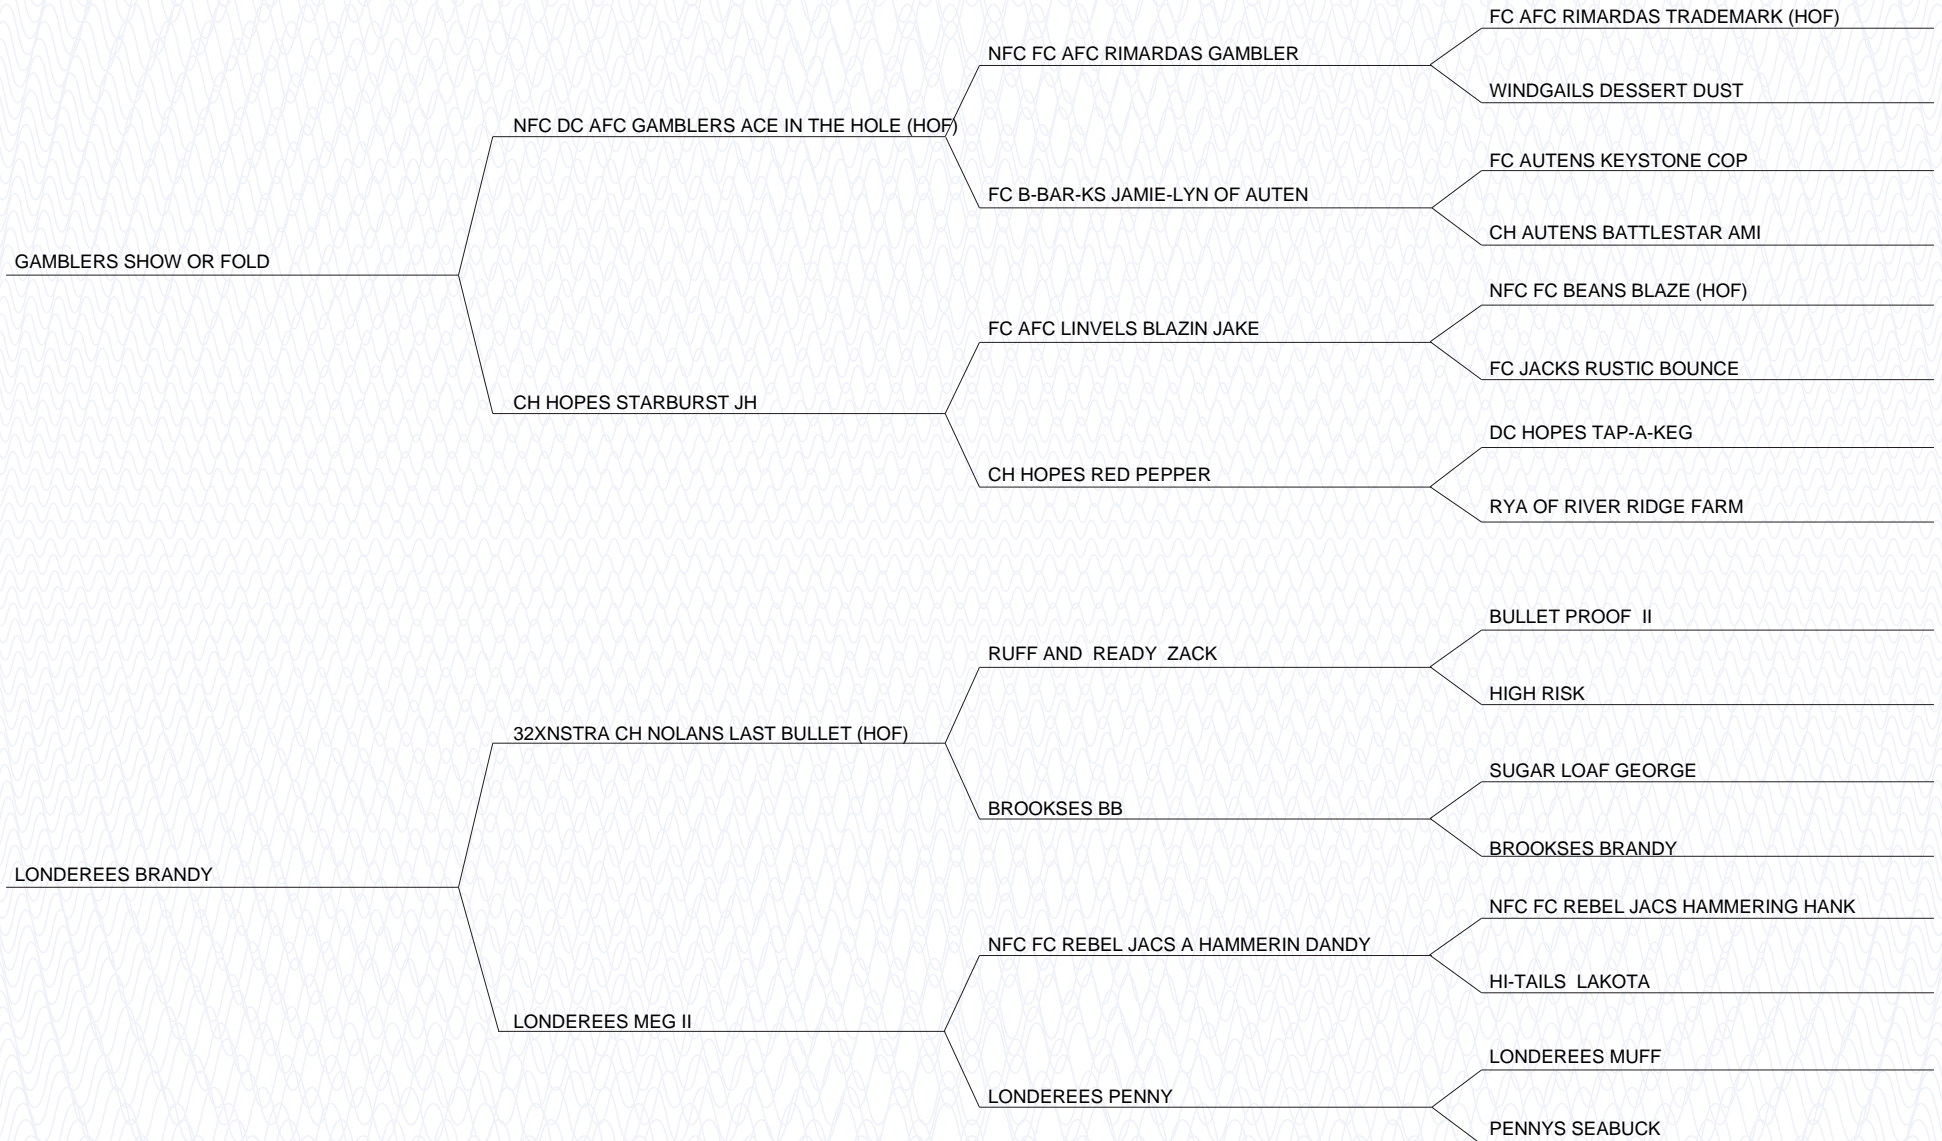 FC AFC RIMARDAS TRADEMARK (HOF)
NFC FC AFC RIMARDAS GAMBLER
WINDGAILS DESSERT DUST
NFC DC AFC GAMBLERS ACE IN THE HOLE (HOF)
FC AUTENS KEYSTONE COP
FC B-BAR-KS JAMIE-LYN OF AUTEN
CH AUTENS BATTLESTAR AMI
GAMBLERS SHOW OR FOLD
NFC FC BEANS BLAZE (HOF)
FC AFC LINVELS BLAZIN JAKE
FC JACKS RUSTIC BOUNCE
CH HOPES STARBURST JH
DC HOPES TAP-A-KEG
CH HOPES RED PEPPER
RYA OF RIVER RIDGE FARM
BULLET PROOF  II
RUFF AND  READY  ZACK
HIGH RISK
32XNSTRA CH NOLANS LAST BULLET (HOF)
SUGAR LOAF GEORGE
BROOKSES BB
BROOKSES BRANDY
LONDEREES BRANDY
NFC FC REBEL JACS HAMMERING HANK
NFC FC REBEL JACS A HAMMERIN DANDY
HI-TAILS  LAKOTA
LONDEREES MEG II
LONDEREES MUFF
LONDEREES PENNY
PENNYS SEABUCK